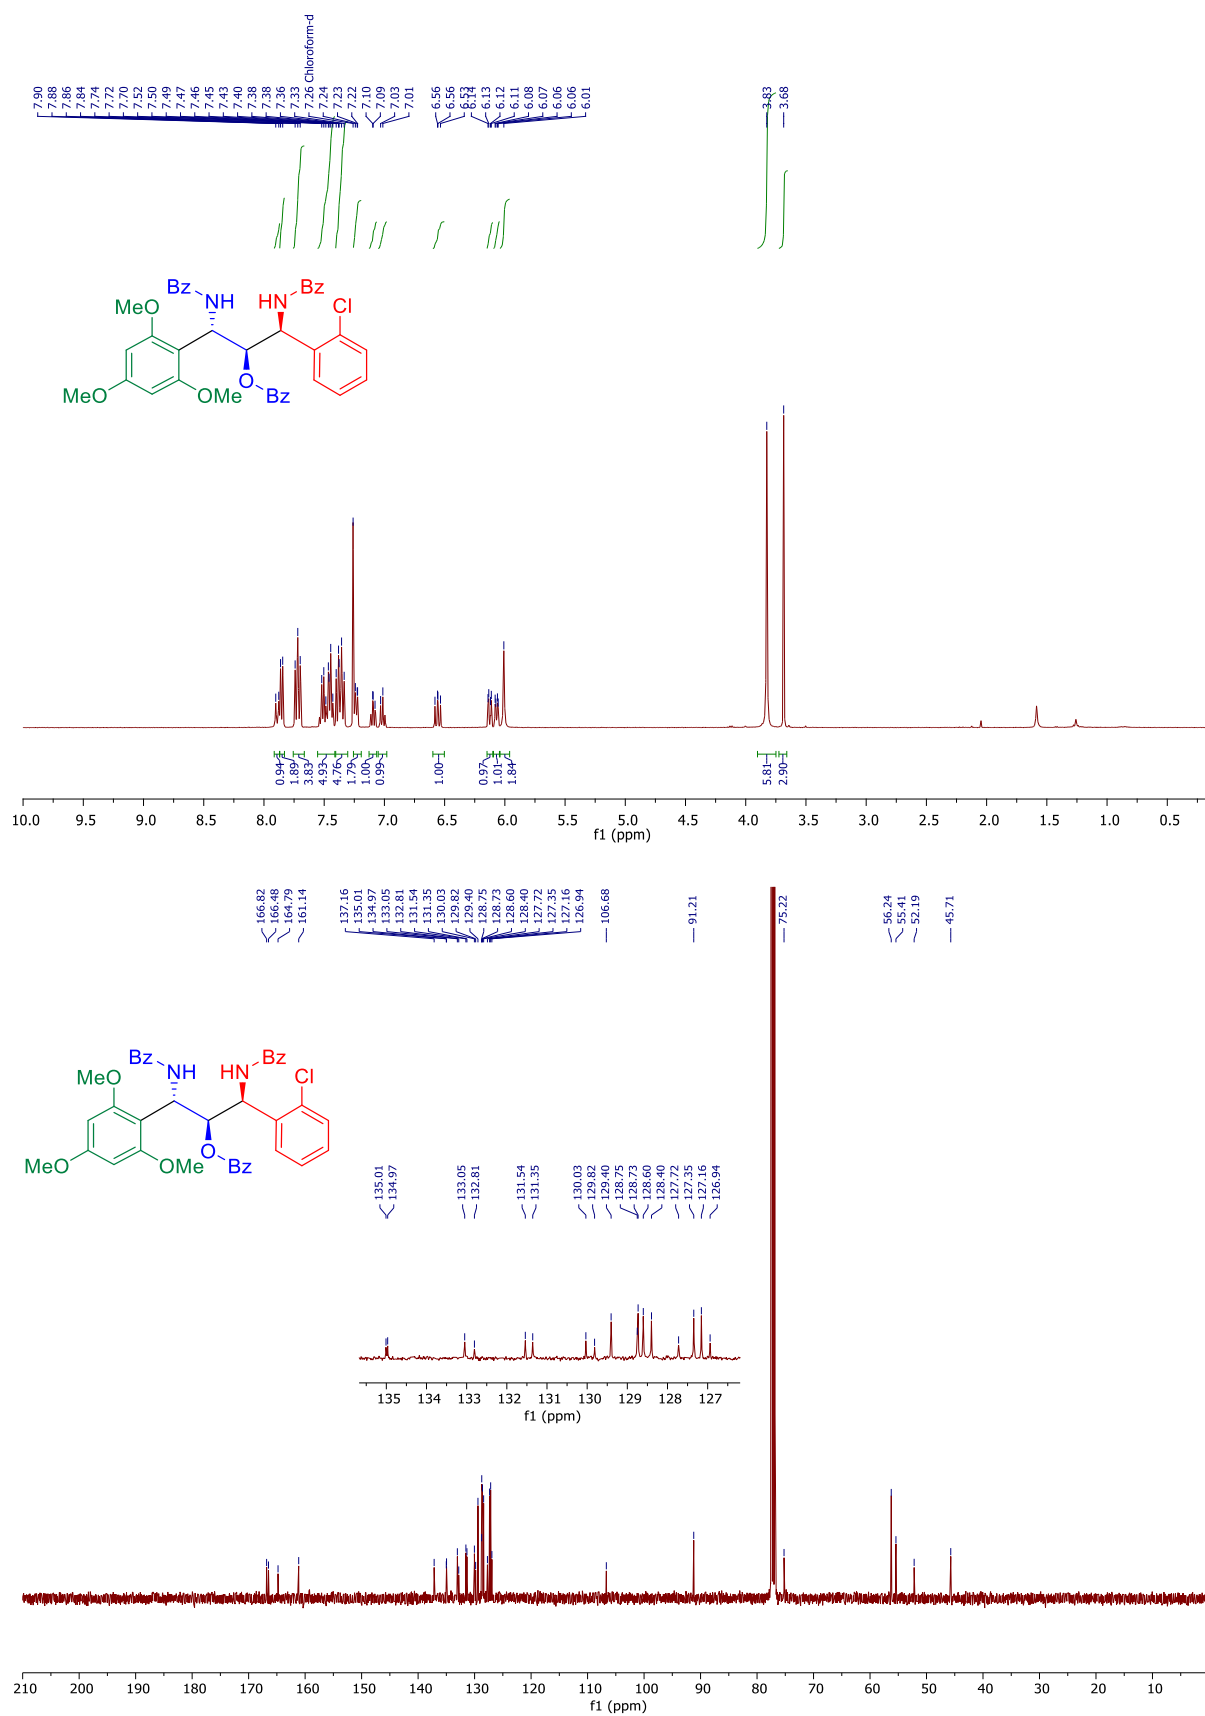 7.90 7.88 7.86 7.84 7.74 7.72 7.70 7.52 7.50 7.49 7.47 7.46 7.45 7.43 7.40 7.38 7.38 7.36 7.33 7.26 Chloroform-d 7.24 7.23 7.22 7.10 7.09 7.03 7.01 6.56 6.56 6.53 6.14 6.13 6.12 6.11 6.08 6.07 6.06 6.06 6.01 3.83 3.68
Bz NH HN Bz
MeO Cl
MeO OMe O Bz
0.94 1.89 3.83 4.93 4.76 1.79 1.00 0.99 1.00 0.97 1.01 1.84 5.81 2.90
10.0 9.5 9.0 8.5 8.0 7.5 7.0 6.5 6.0 5.5 5.0 4.5 4.0 3.5 3.0 2.5 2.0 1.5 1.0 0.5
f1 (ppm)
166.82 166.48 164.79 161.14 137.16 135.01 134.97 133.05 132.81 131.54 131.35 130.03 129.82 129.40 128.75 128.73 128.60 128.40 127.72 127.35 127.16 126.94 106.68 91.21 75.22 56.24 55.41 52.19 45.71
Bz NH HN Bz
MeO Cl
MeO OMe O Bz
135.01 134.97 133.05 132.81 131.54 131.35 130.03 129.82 129.40 128.75 128.73 128.60 128.40 127.72 127.35 127.16 126.94
135 134 133 132 131 130 129 128 127
f1 (ppm)
210 200 190 180 170 160 150 140 130 120 110 100 90 80 70 60 50 40 30 20 10
f1 (ppm)